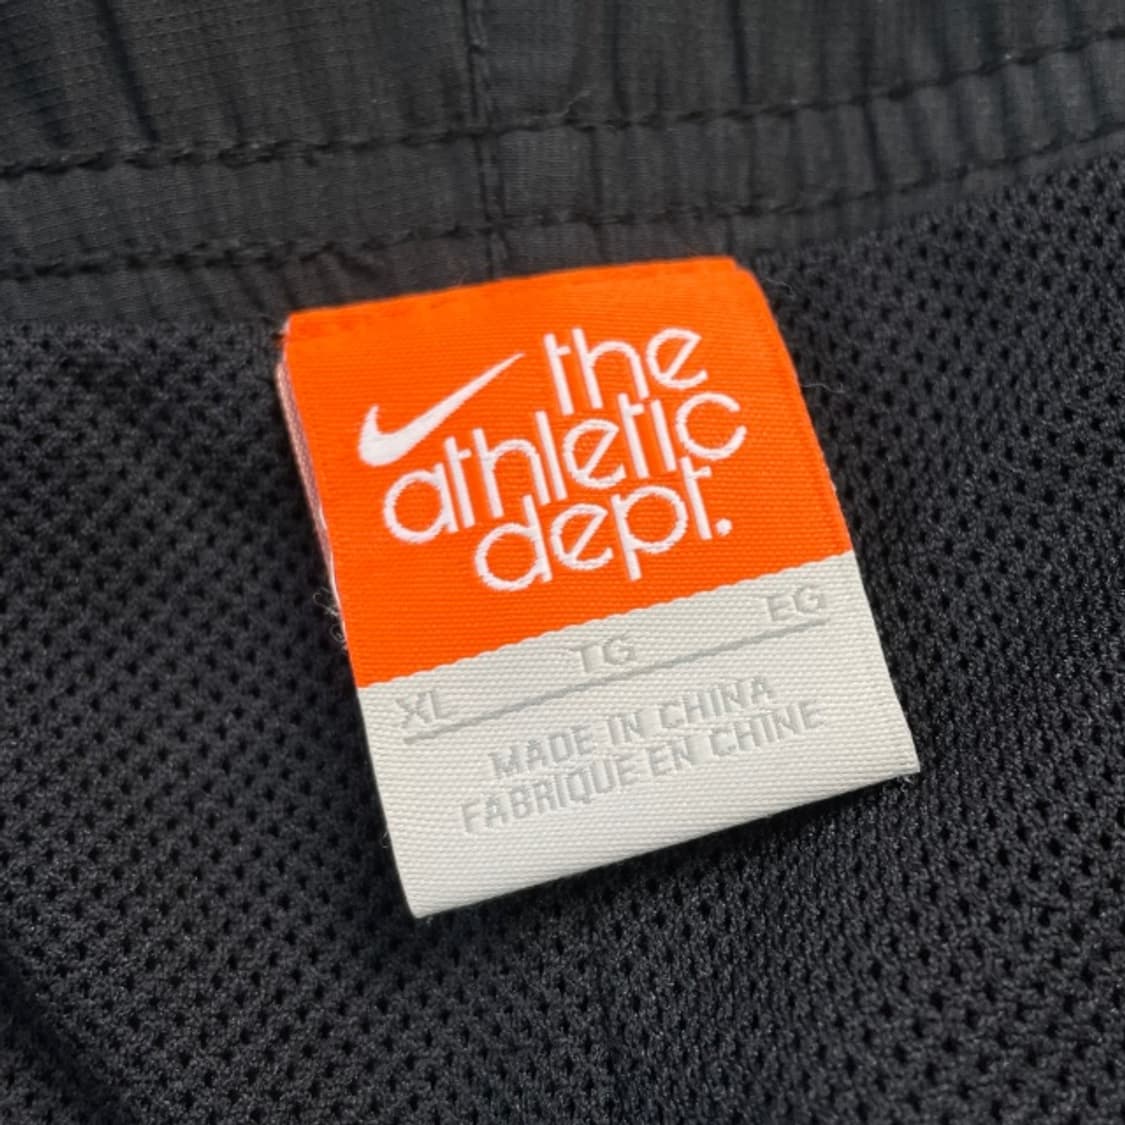 the
athletic
dept.
XL TG EG
MADE IN CHINA
FABRIQUE EN CHINE